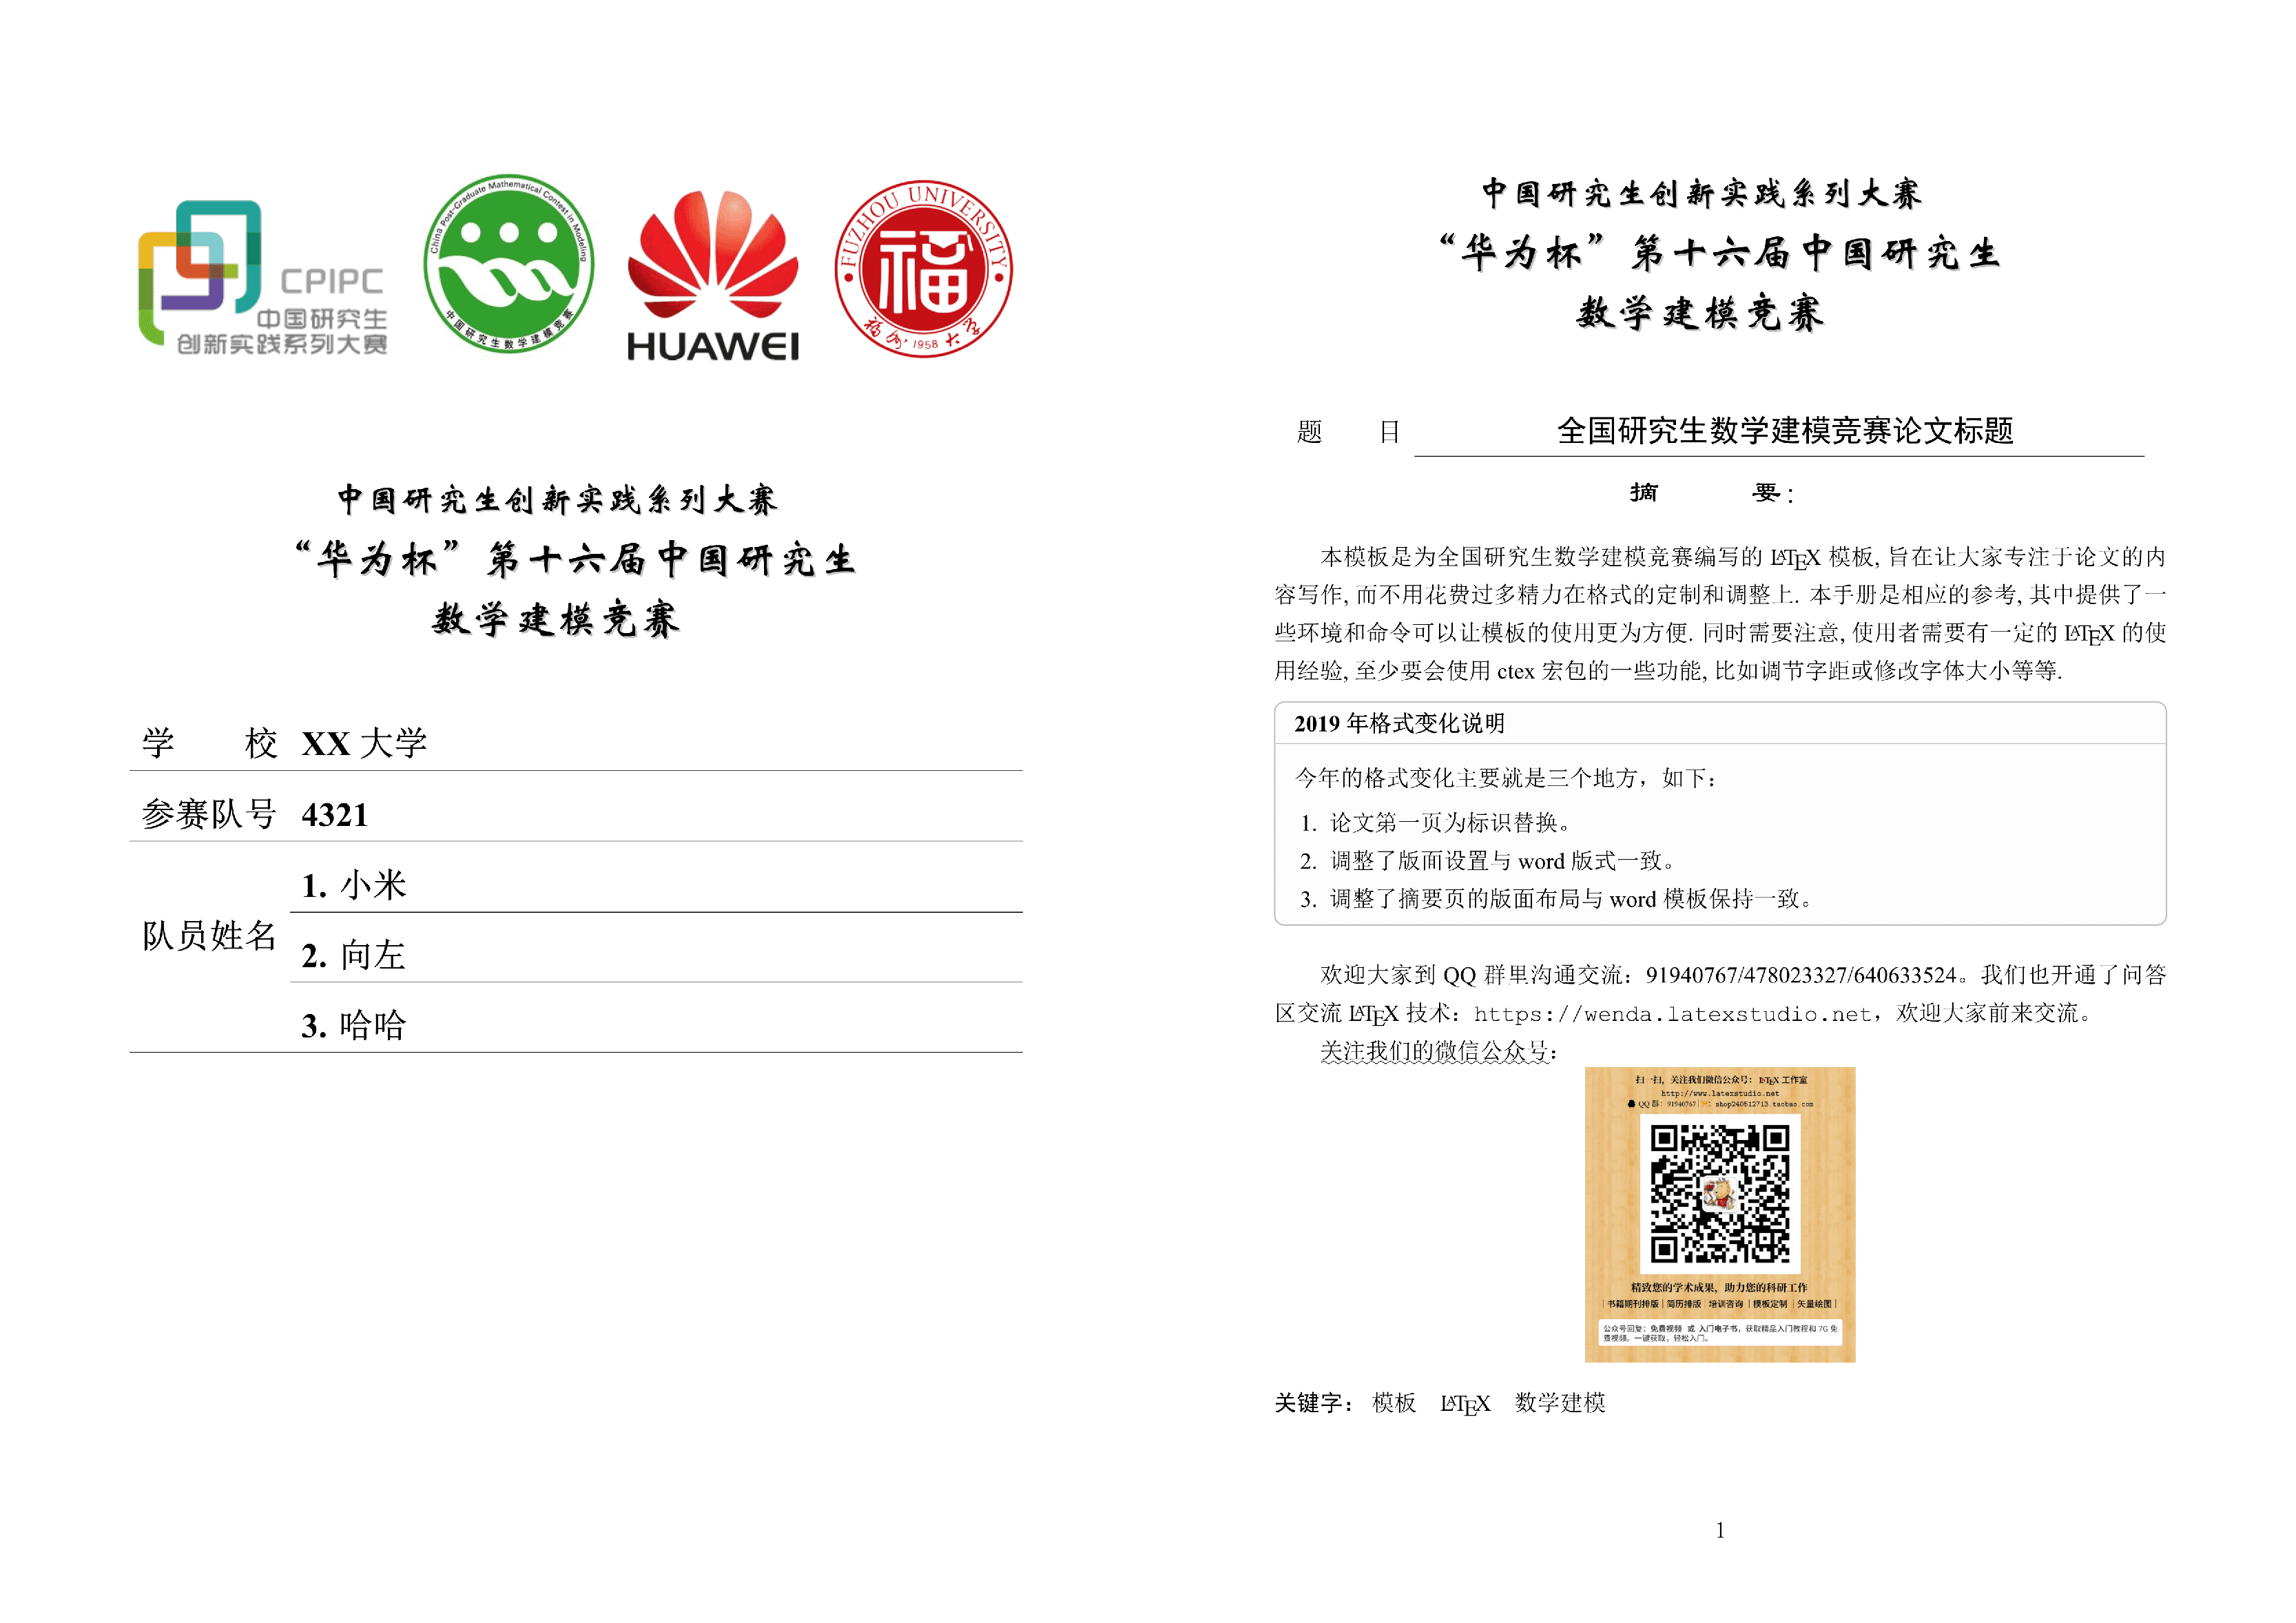 CPIPC
中国研究生
创新实践系列大赛
China Post-Graduate Mathematical Contest in Modeling
中国研究生数学建模竞赛
HUAWEI
FUZHOU UNIVERSITY
福
福州大学
1958
中国研究生创新实践系列大赛
“华为杯”第十六届中国研究生
数学建模竞赛
学 校 XX 大学
参赛队号 4321
队员姓名
1. 小米
2. 向左
3. 哈哈
中国研究生创新实践系列大赛
“华为杯”第十六届中国研究生
数学建模竞赛
题 目 全国研究生数学建模竞赛论文标题
摘 要:
本模板是为全国研究生数学建模竞赛编写的 LATEX 模板, 旨在让大家专注于论文的内
容写作, 而不用花费过多精力在格式的定制和调整上. 本手册是相应的参考, 其中提供了一
些环境和命令可以让模板的使用更为方便. 同时需要注意, 使用者需要有一定的 LATEX 的使
用经验, 至少要会使用 ctex 宏包的一些功能, 比如调节字距或修改字体大小等等.
2019 年格式变化说明
今年的格式变化主要就是三个地方，如下：
1. 论文第一页为标识替换。
2. 调整了版面设置与 word 版式一致。
3. 调整了摘要页的版面布局与 word 模板保持一致。
欢迎大家到 QQ 群里沟通交流：91940767/478023327/640633524。我们也开通了问答
区交流 LATEX 技术：https://wenda.latexstudio.net，欢迎大家前来交流。
关注我们的微信公众号：
扫一扫，关注我们微信公众号：LATEX 工作室
http://www.latexstudio.net
QQ 群：91940767 | shop240512713.taobao.com
精致您的学术成果，助力您的科研工作
| 书籍期刊排版 | 简历排版 | 培训咨询 | 模板定制 | 矢量绘图 |
公众号回复：免费视频 或 入门电子书，获取精品入门教程和 7G 免
费视频。一键获取，轻松入门。
关键字： 模板 LATEX 数学建模
1